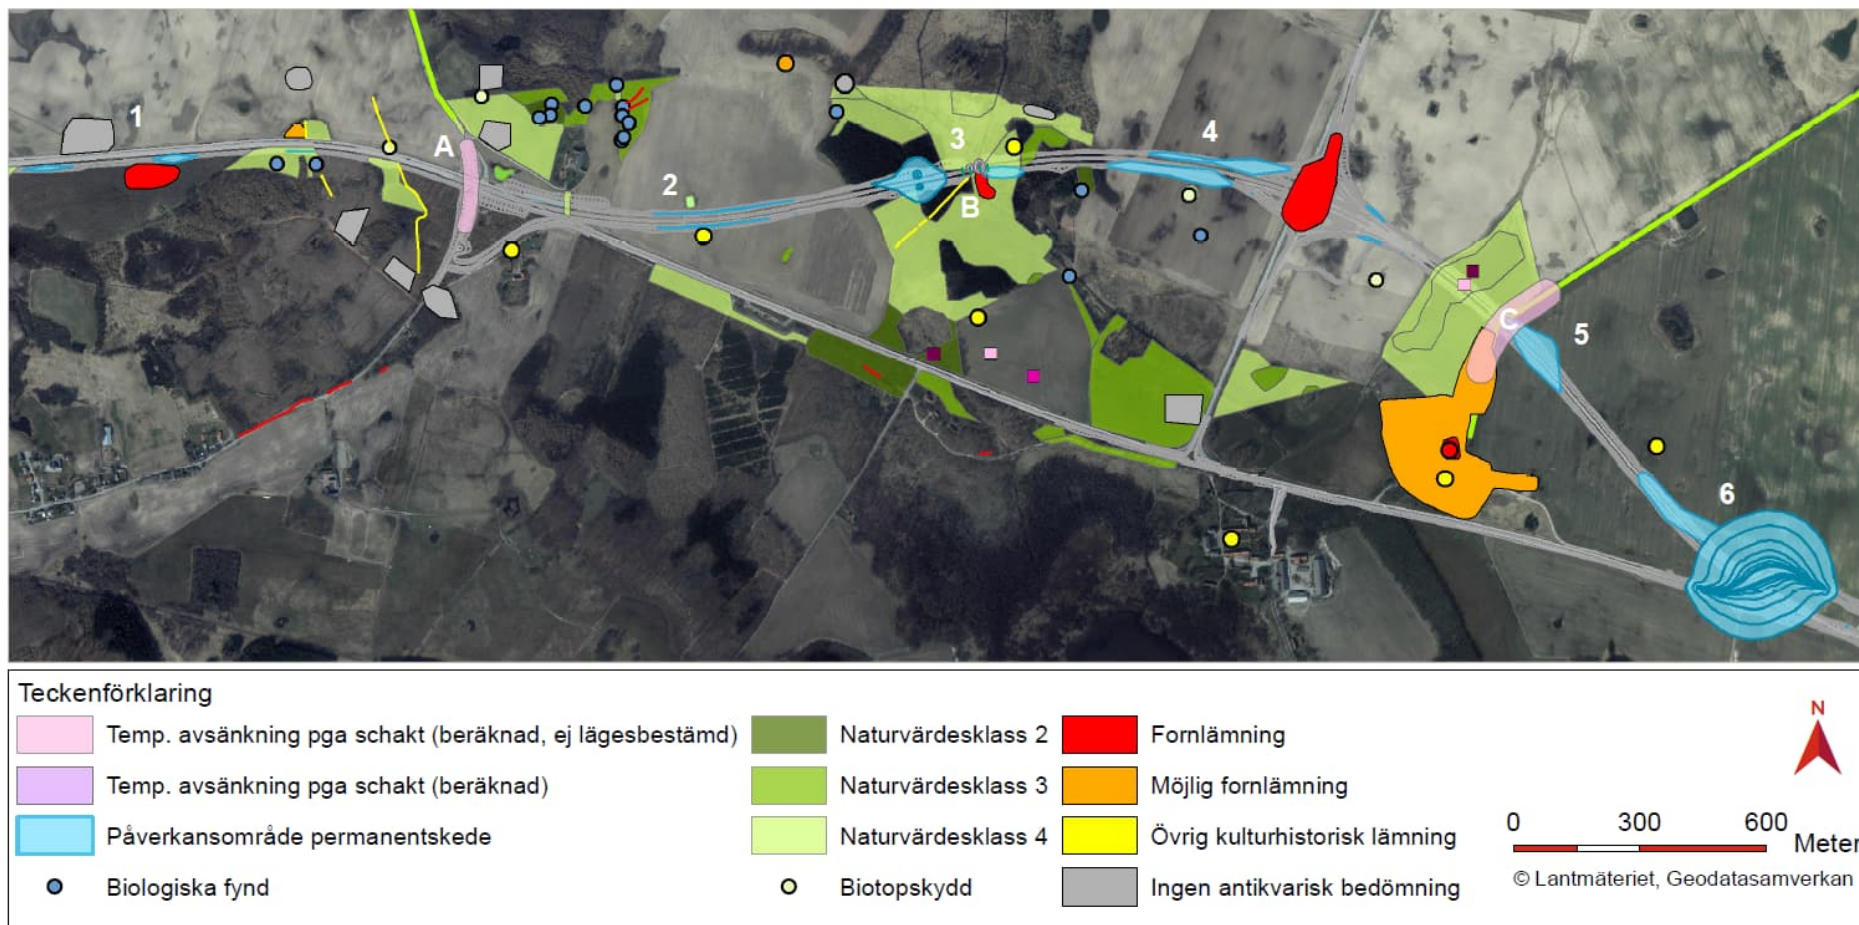 1
A
2
3
B
4
C
5
6
Teckenförklaring
Temp. avsänkning pga schakt (beräknad, ej lägesbestämd)
Temp. avsänkning pga schakt (beräknad)
Påverkansområde permanentskede
Biologiska fynd
Naturvärdesklass 2
Naturvärdesklass 3
Naturvärdesklass 4
Biotopskydd
Fornlämning
Möjlig fornlämning
Övrig kulturhistorisk lämning
Ingen antikvarisk bedömning
N
0 300 600
Meter
© Lantmäteriet, Geodatasamverkan